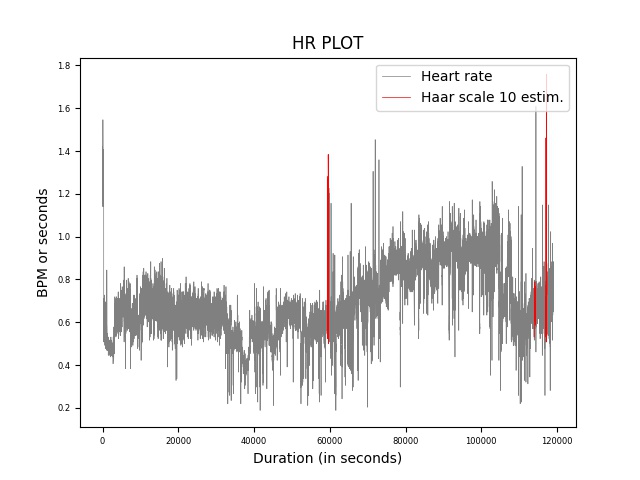 HR PLOT
Heart rate
Haar scale 10 estim.
BPM or seconds
1.8
1.6
1.4
1.2
1.0
0.8
0.6
0.4
0.2
0 20000 40000 60000 80000 100000 120000
Duration (in seconds)